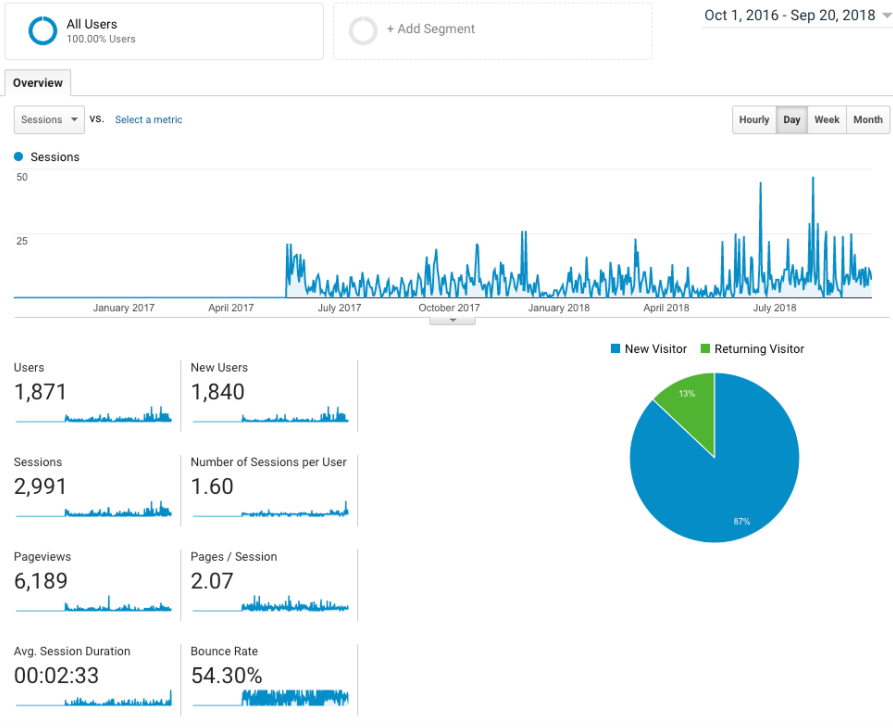 All Users
100.00% Users
+ Add Segment
Oct 1, 2016 - Sep 20, 2018
Overview
Sessions vs. Select a metric
Hourly Day Week Month
Sessions
50
25
January 2017 April 2017 July 2017 October 2017 January 2018 April 2018 July 2018
New Visitor Returning Visitor
Users
1,871
New Users
1,840
13%
87%
Sessions
2,991
Number of Sessions per User
1.60
Pageviews
6,189
Pages / Session
2.07
Avg. Session Duration
00:02:33
Bounce Rate
54.30%